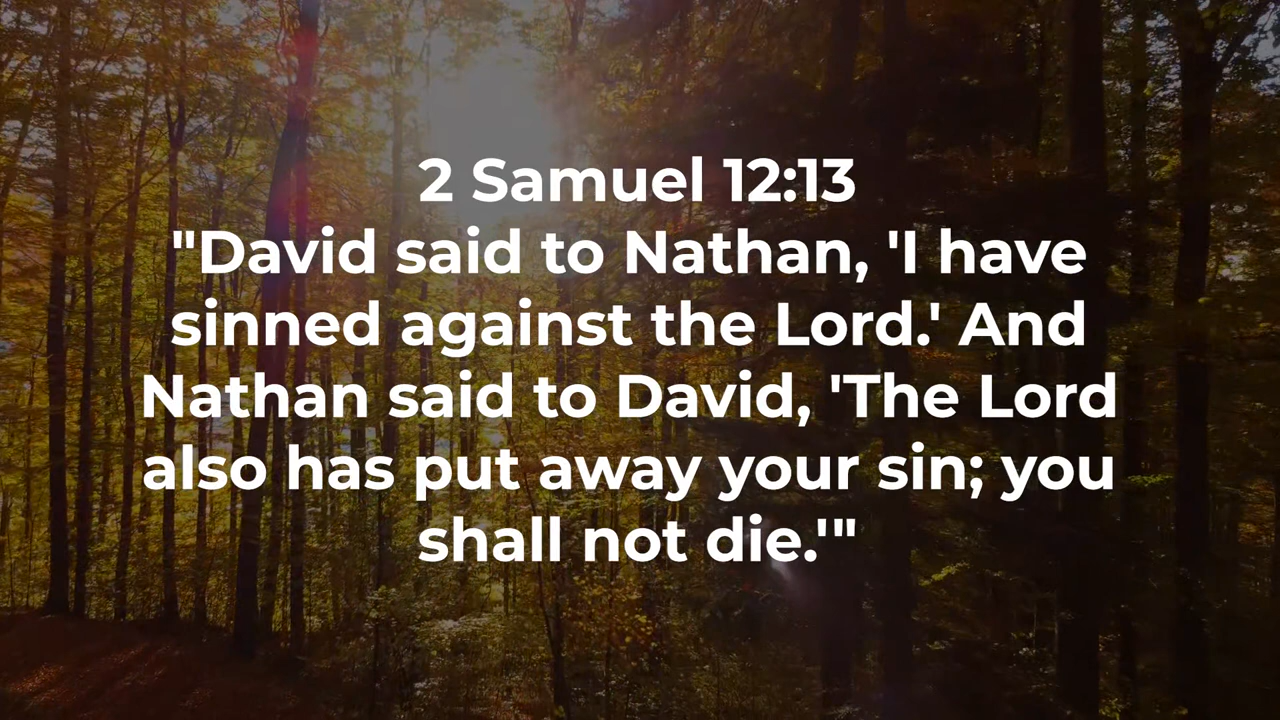 2 Samuel 12:13
"David said to Nathan, 'I have
sinned against the Lord.' And
Nathan said to David, 'The Lord
also has put away your sin; you
shall not die.'"